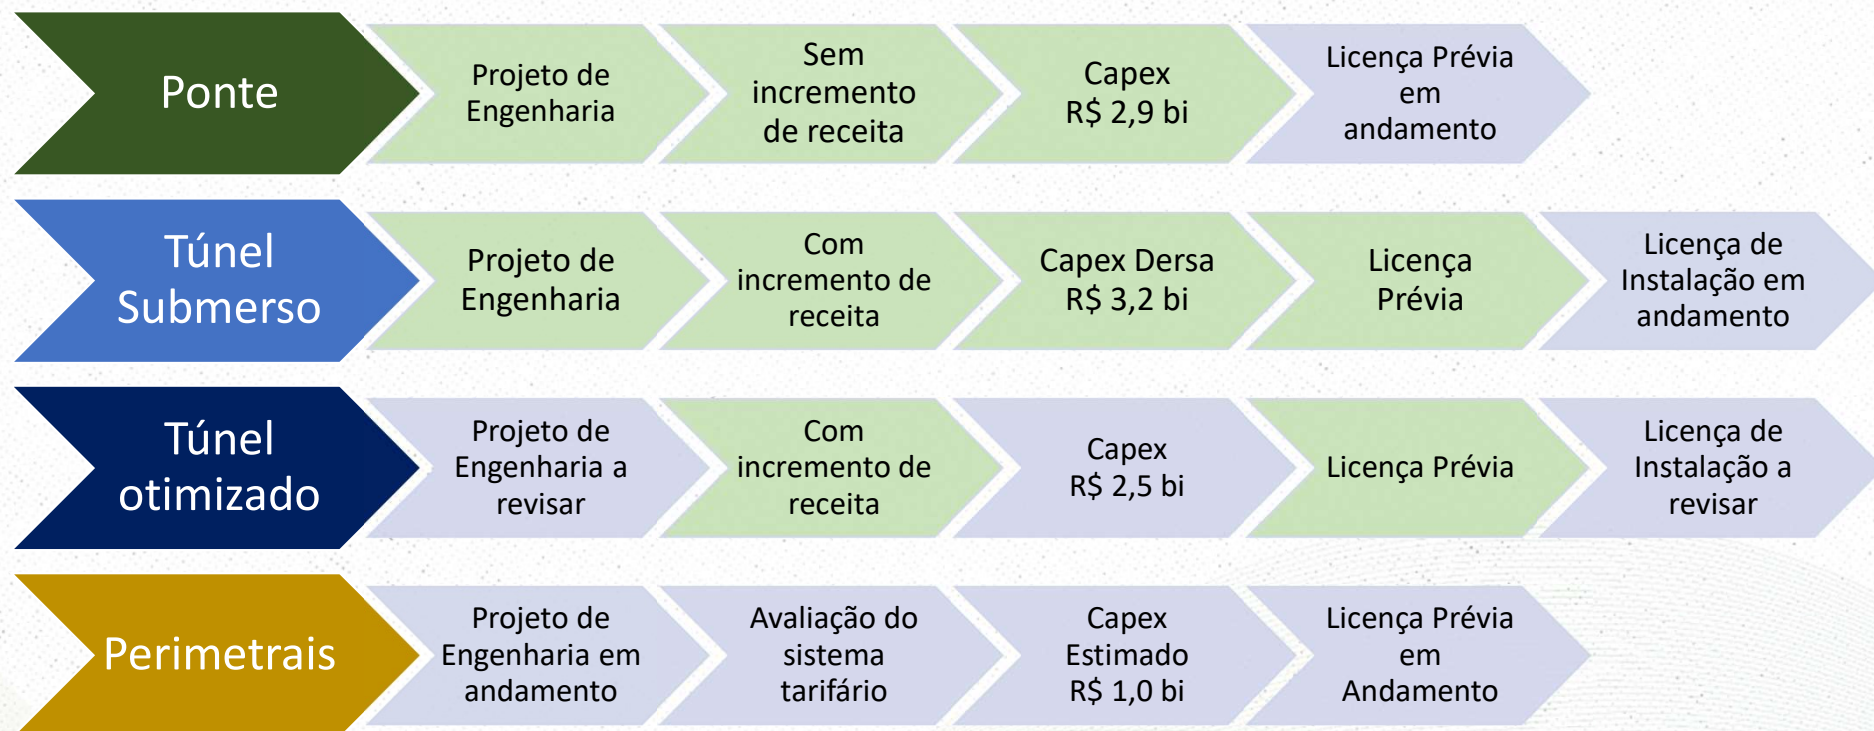 Ponte
Projeto de
Engenharia
Sem
incremento
de receita
Capex
R$ 2,9 bi
Licença Prévia
em
andamento
Túnel
Submerso
Projeto de
Engenharia
Com
incremento de
receita
Capex Dersa
R$ 3,2 bi
Licença
Prévia
Licença de
Instalação em
andamento
Túnel
otimizado
Projeto de
Engenharia a
revisar
Com
incremento de
receita
Capex
R$ 2,5 bi
Licença Prévia
Licença de
Instalação a
revisar
Perimetrais
Projeto de
Engenharia em
andamento
Avaliação do
sistema
tarifário
Capex
Estimado
R$ 1,0 bi
Licença Prévia
em
Andamento